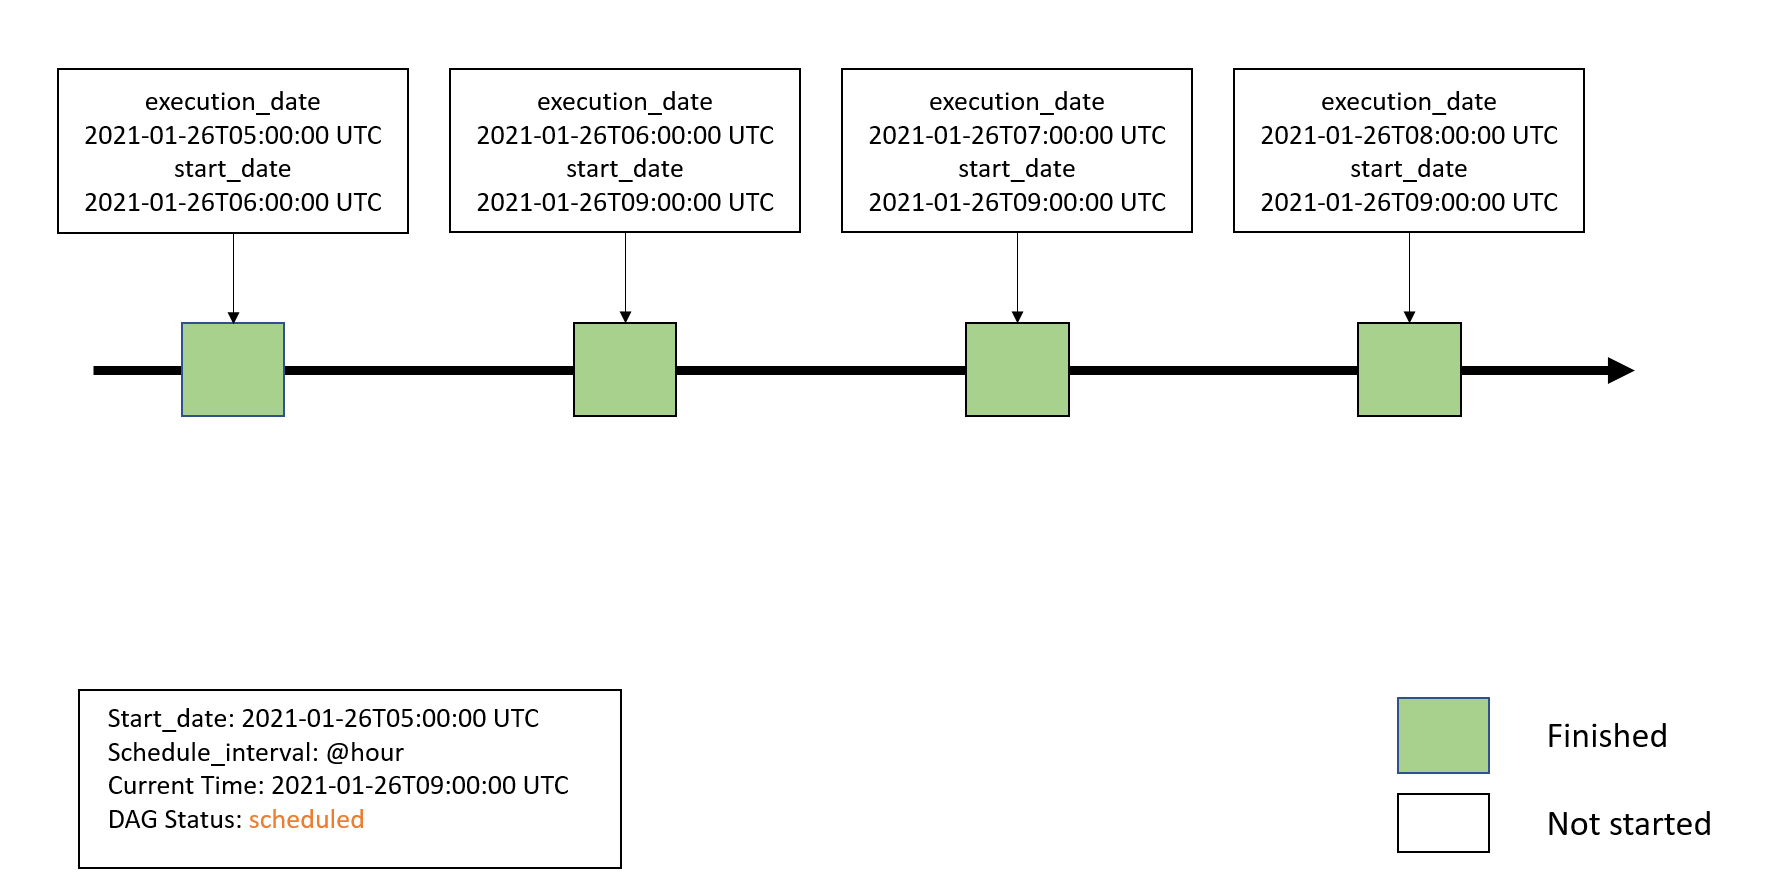 execution_date
2021-01-26T05:00:00 UTC
start_date
2021-01-26T06:00:00 UTC
execution_date
2021-01-26T06:00:00 UTC
start_date
2021-01-26T09:00:00 UTC
execution_date
2021-01-26T07:00:00 UTC
start_date
2021-01-26T09:00:00 UTC
execution_date
2021-01-26T08:00:00 UTC
start_date
2021-01-26T09:00:00 UTC
Start_date: 2021-01-26T05:00:00 UTC
Schedule_interval: @hour
Current Time: 2021-01-26T09:00:00 UTC
DAG Status: scheduled
Finished
Not started